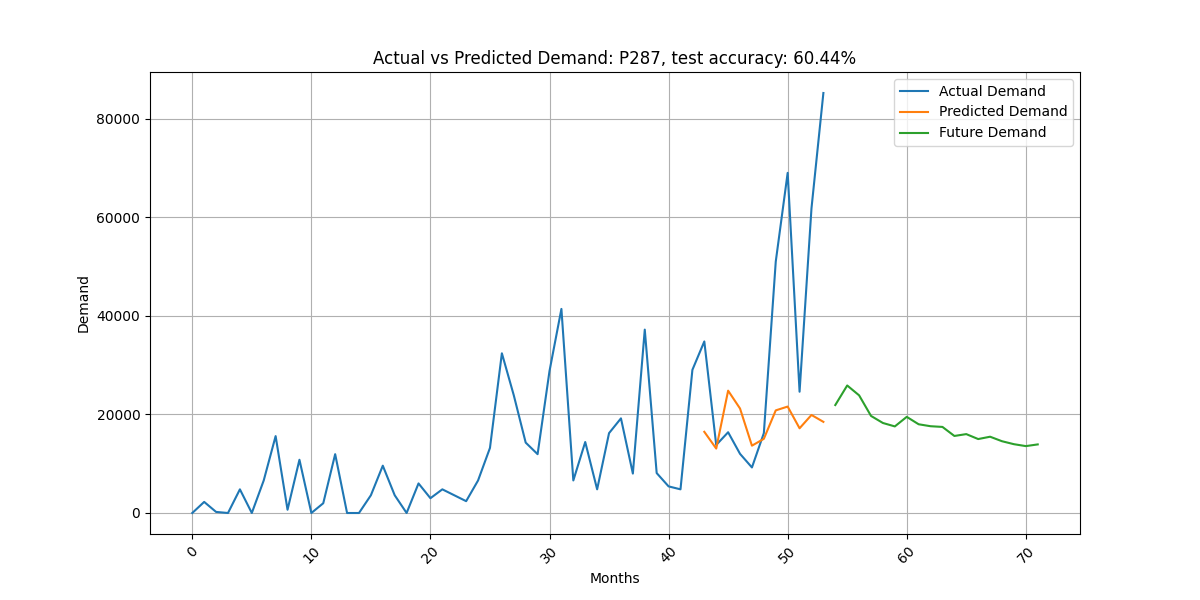 Actual vs Predicted Demand: P287, test accuracy: 60.44%
Actual Demand
Predicted Demand
Future Demand
80000
60000
40000
20000
0
Demand
0
10
20
30
40
50
60
70
Months